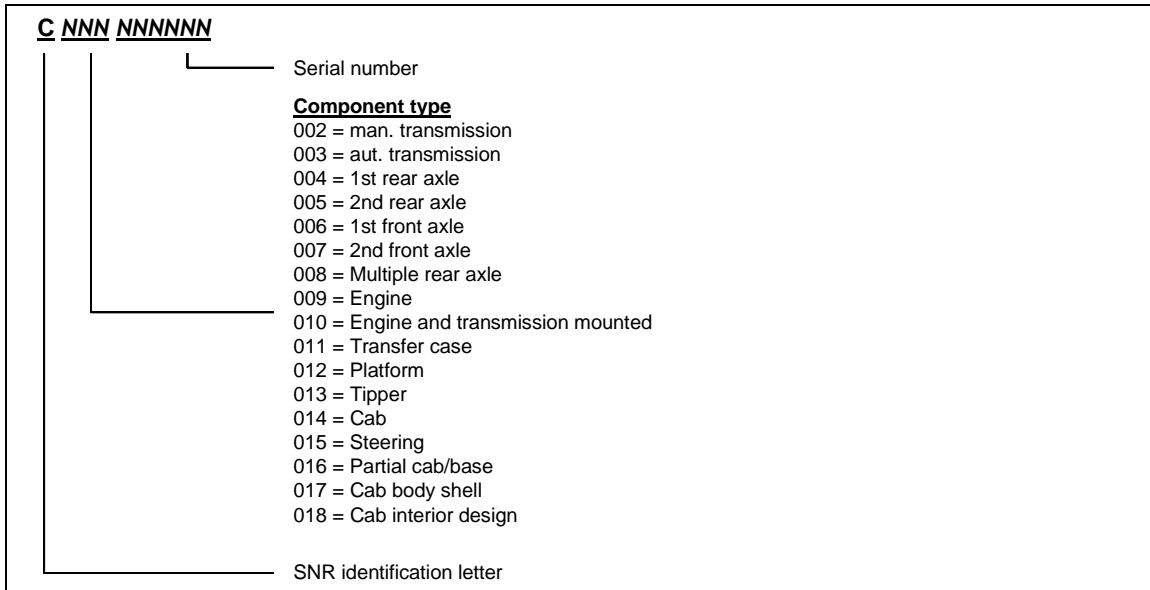 C NNN NNNNNN
Serial number
Component type
002 = man. transmission
003 = aut. transmission
004 = 1st rear axle
005 = 2nd rear axle
006 = 1st front axle
007 = 2nd front axle
008 = Multiple rear axle
009 = Engine
010 = Engine and transmission mounted
011 = Transfer case
012 = Platform
013 = Tipper
014 = Cab
015 = Steering
016 = Partial cab/base
017 = Cab body shell
018 = Cab interior design
SNR identification letter